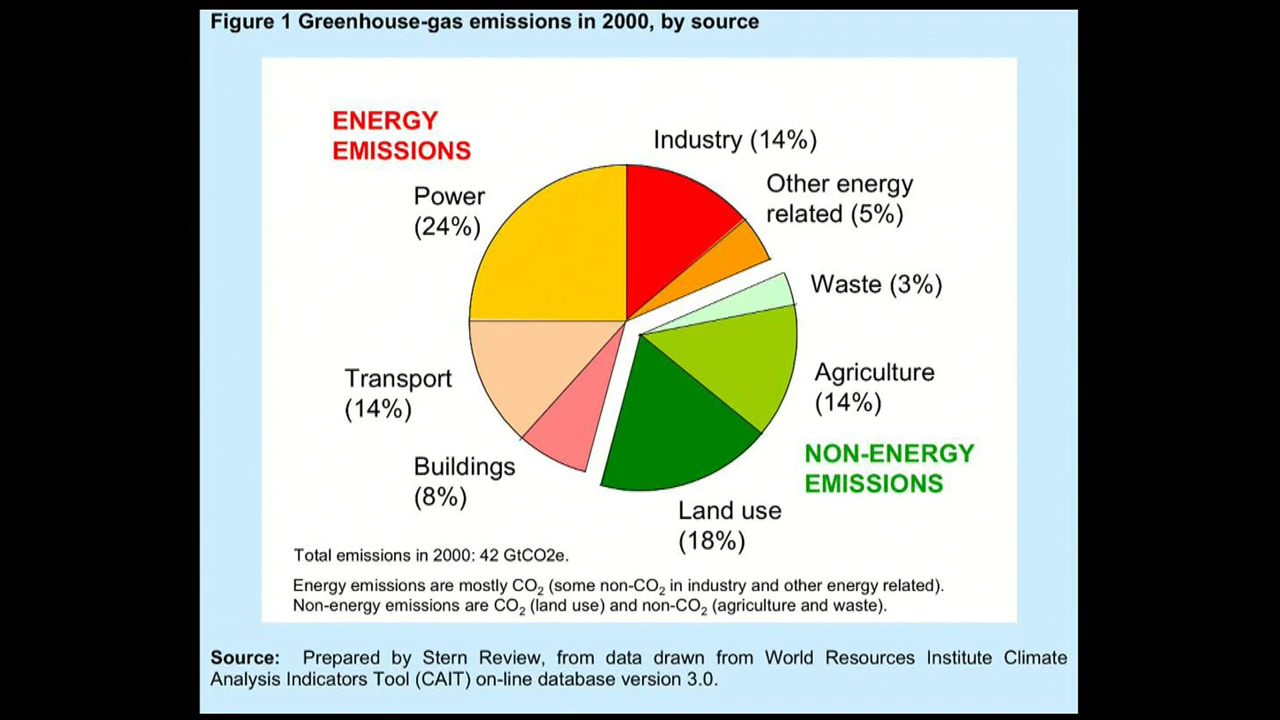 Figure 1 Greenhouse-gas emissions in 2000, by source
ENERGY
EMISSIONS
Industry (14%)
Other energy
related (5%)
Power
(24%)
Waste (3%)
Transport
(14%)
Agriculture
(14%)
Buildings
(8%)
NON-ENERGY
EMISSIONS
Land use
(18%)
Total emissions in 2000: 42 GtCO2e.
Energy emissions are mostly CO₂ (some non-CO₂ in industry and other energy related).
Non-energy emissions are CO₂ (land use) and non-CO₂ (agriculture and waste).
Source: Prepared by Stern Review, from data drawn from World Resources Institute Climate
Analysis Indicators Tool (CAIT) on-line database version 3.0.